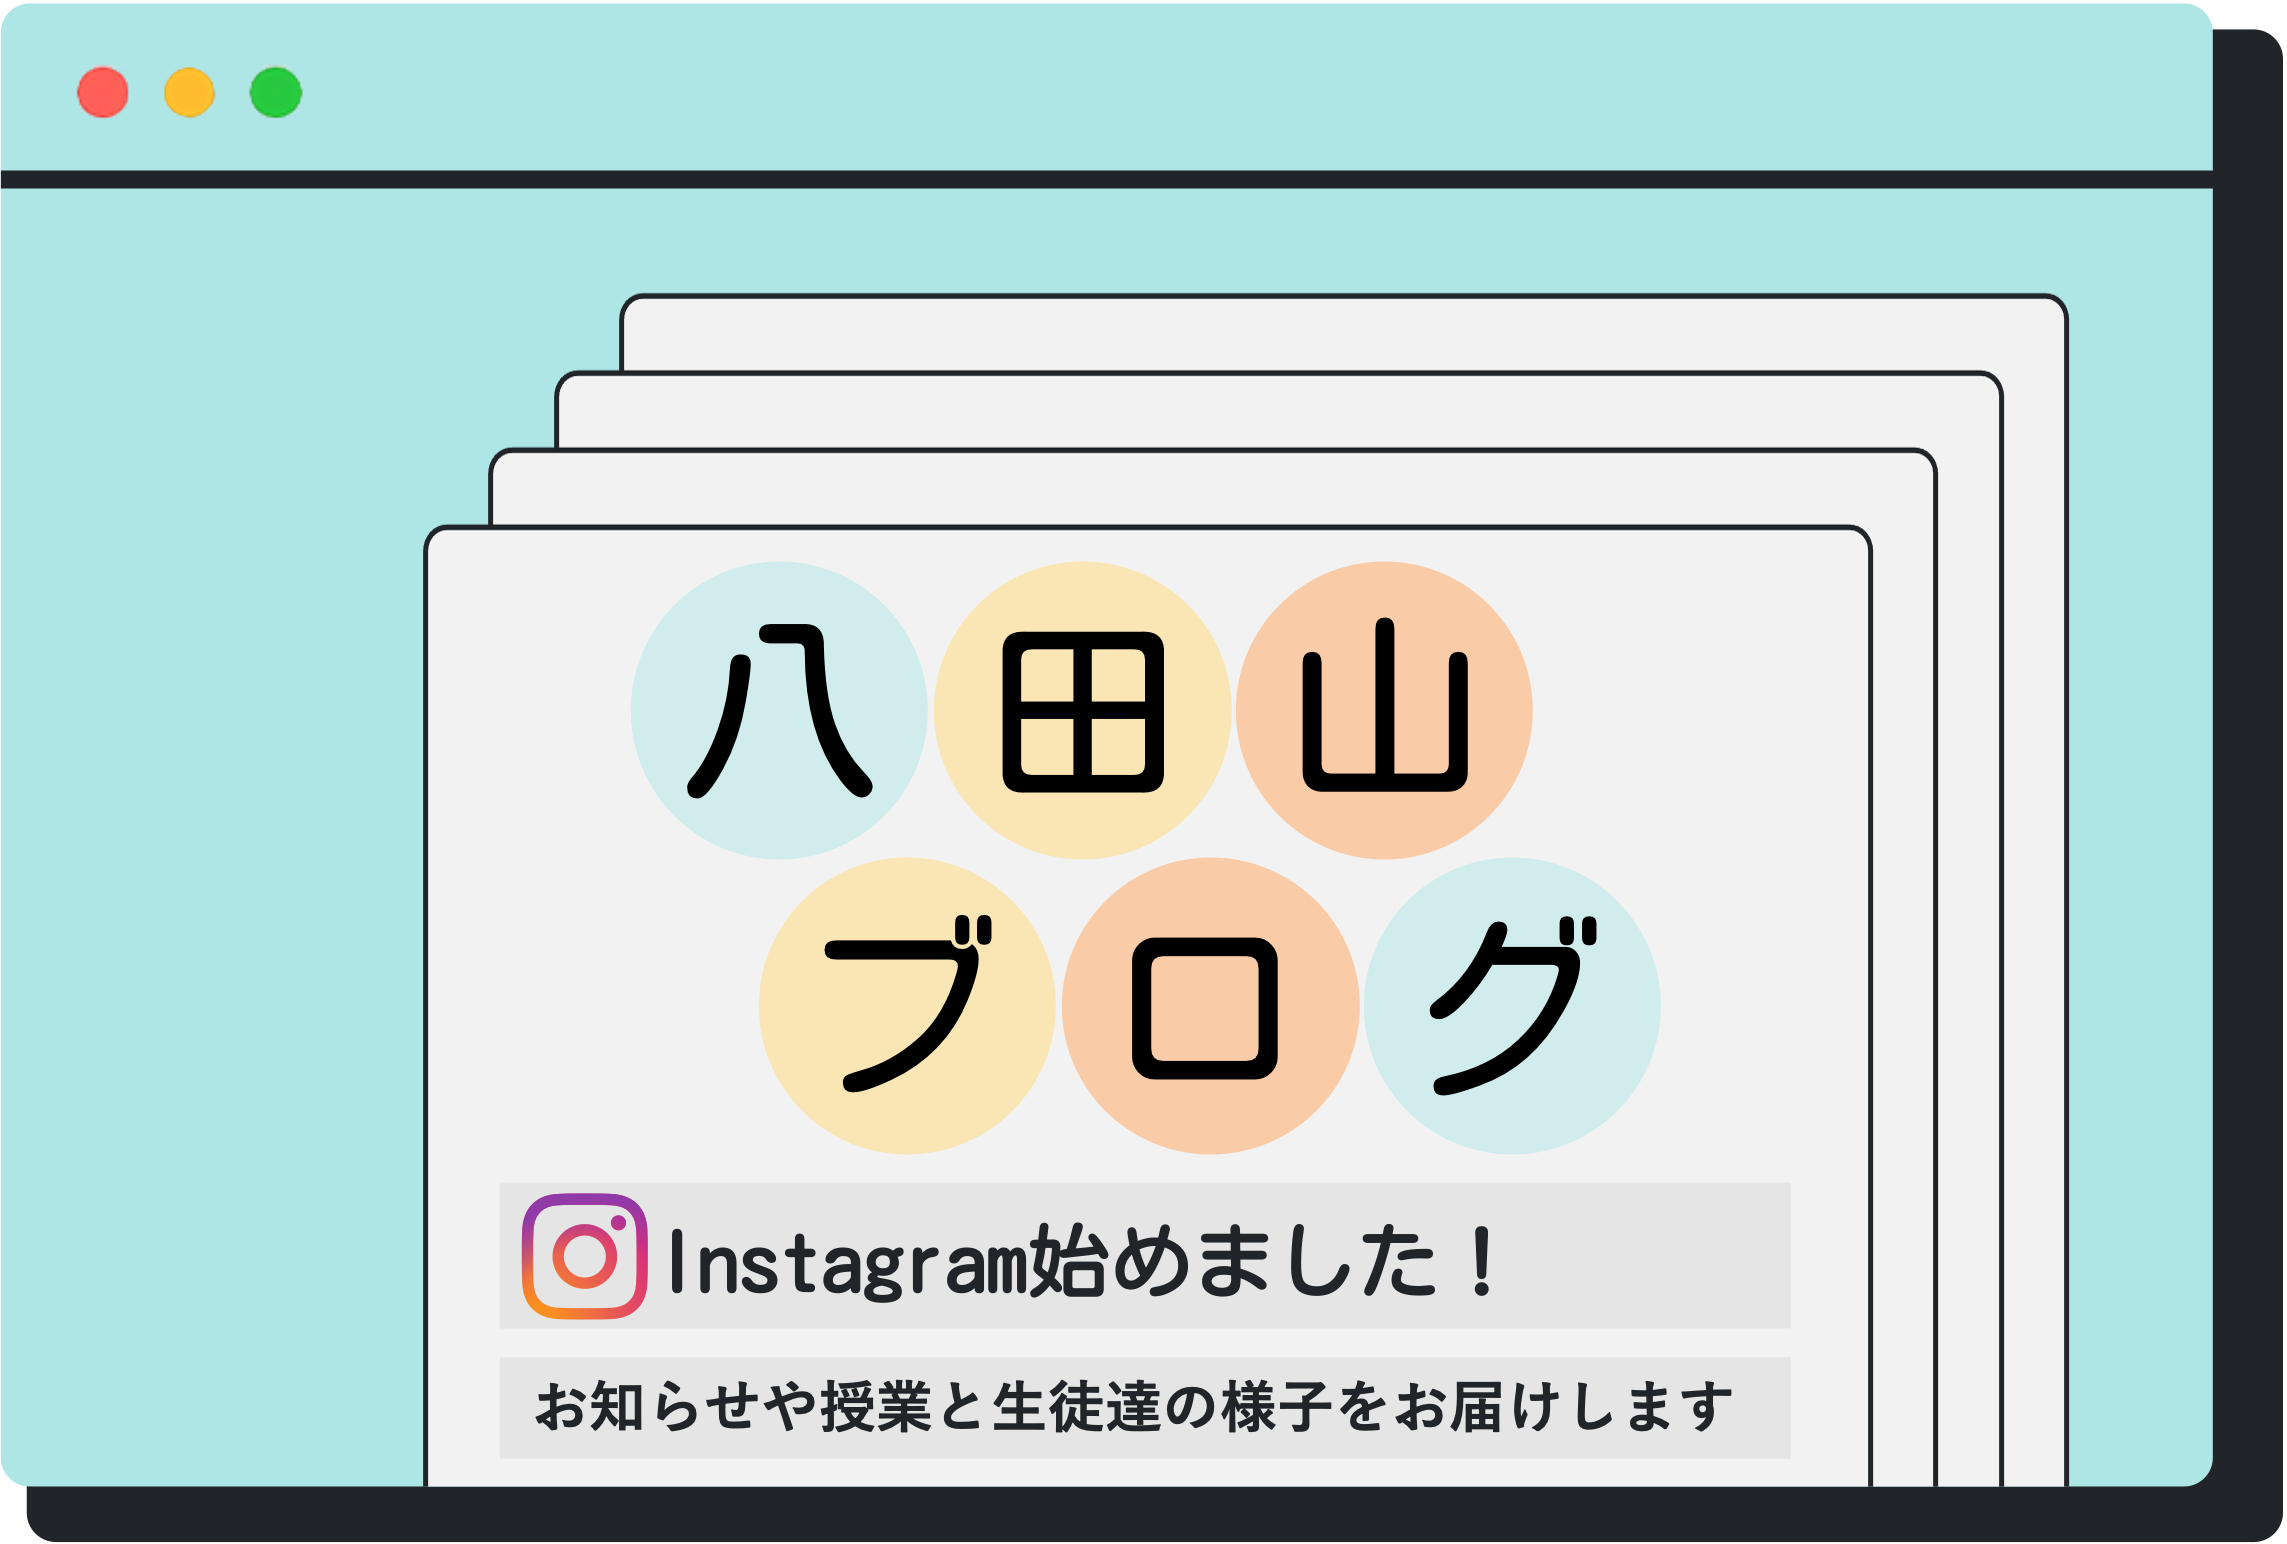 八田山
ブログ
Instagram始めました！
お知らせや授業と生徒達の様子をお届けします